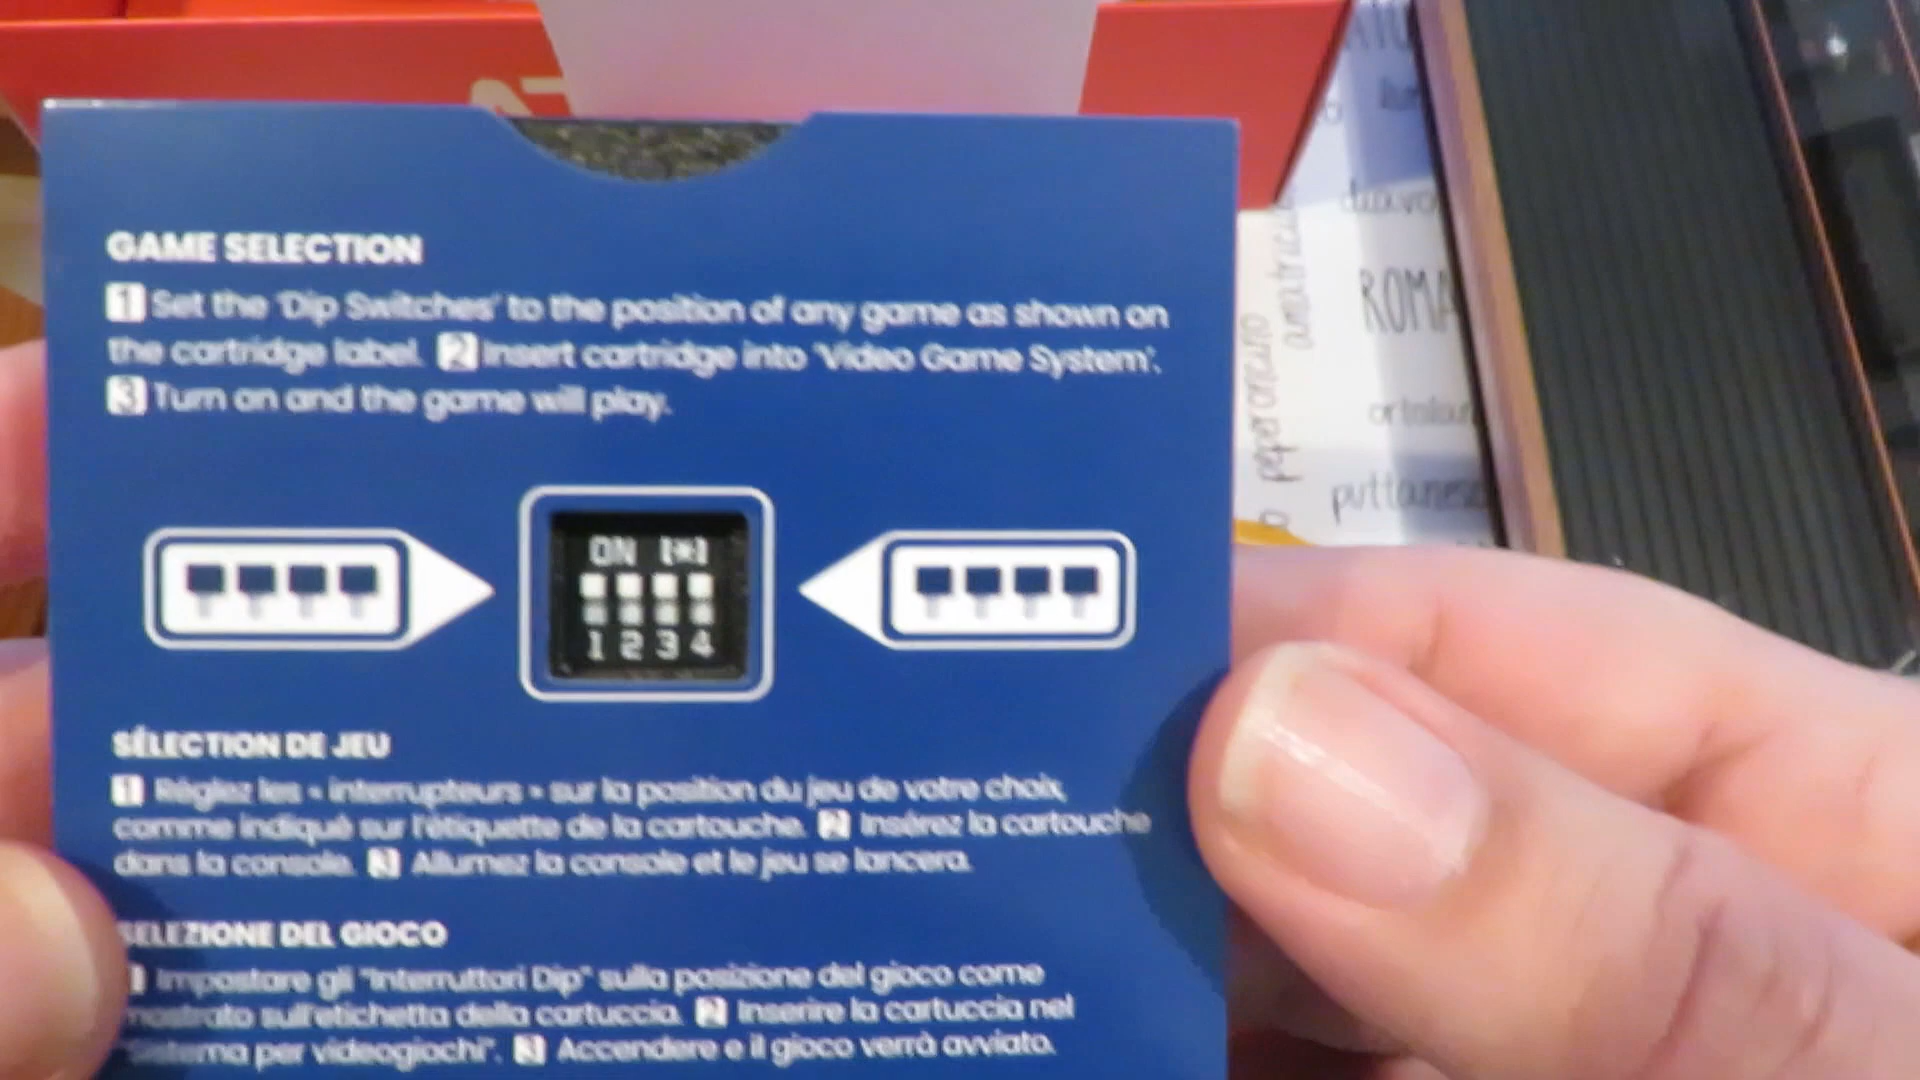 GAME SELECTION
1 Set the 'Dip Switches' to the position of any game as shown on
the cartridge label. 2 Insert cartridge into 'Video Game System'.
3 Turn on and the game will play.
ON
1 2 3 4
SÉLECTION DE JEU
1 Réglez les « interrupteurs » sur la position du jeu de votre choix,
comme indiqué sur l'étiquette de la cartouche. 2 Insérez la cartouche
dans la console. 3 Allumez la console et le jeu se lancera.
SELEZIONE DEL GIOCO
Impostare gli "Interruttori Dip" sulla posizione del gioco come
mostrato sull'etichetta della cartuccia. 2 Inserire la cartuccia nel
"Sistema per videogiochi". 3 Accendere e il gioco verrà avviato.
ROMA
peperoncino